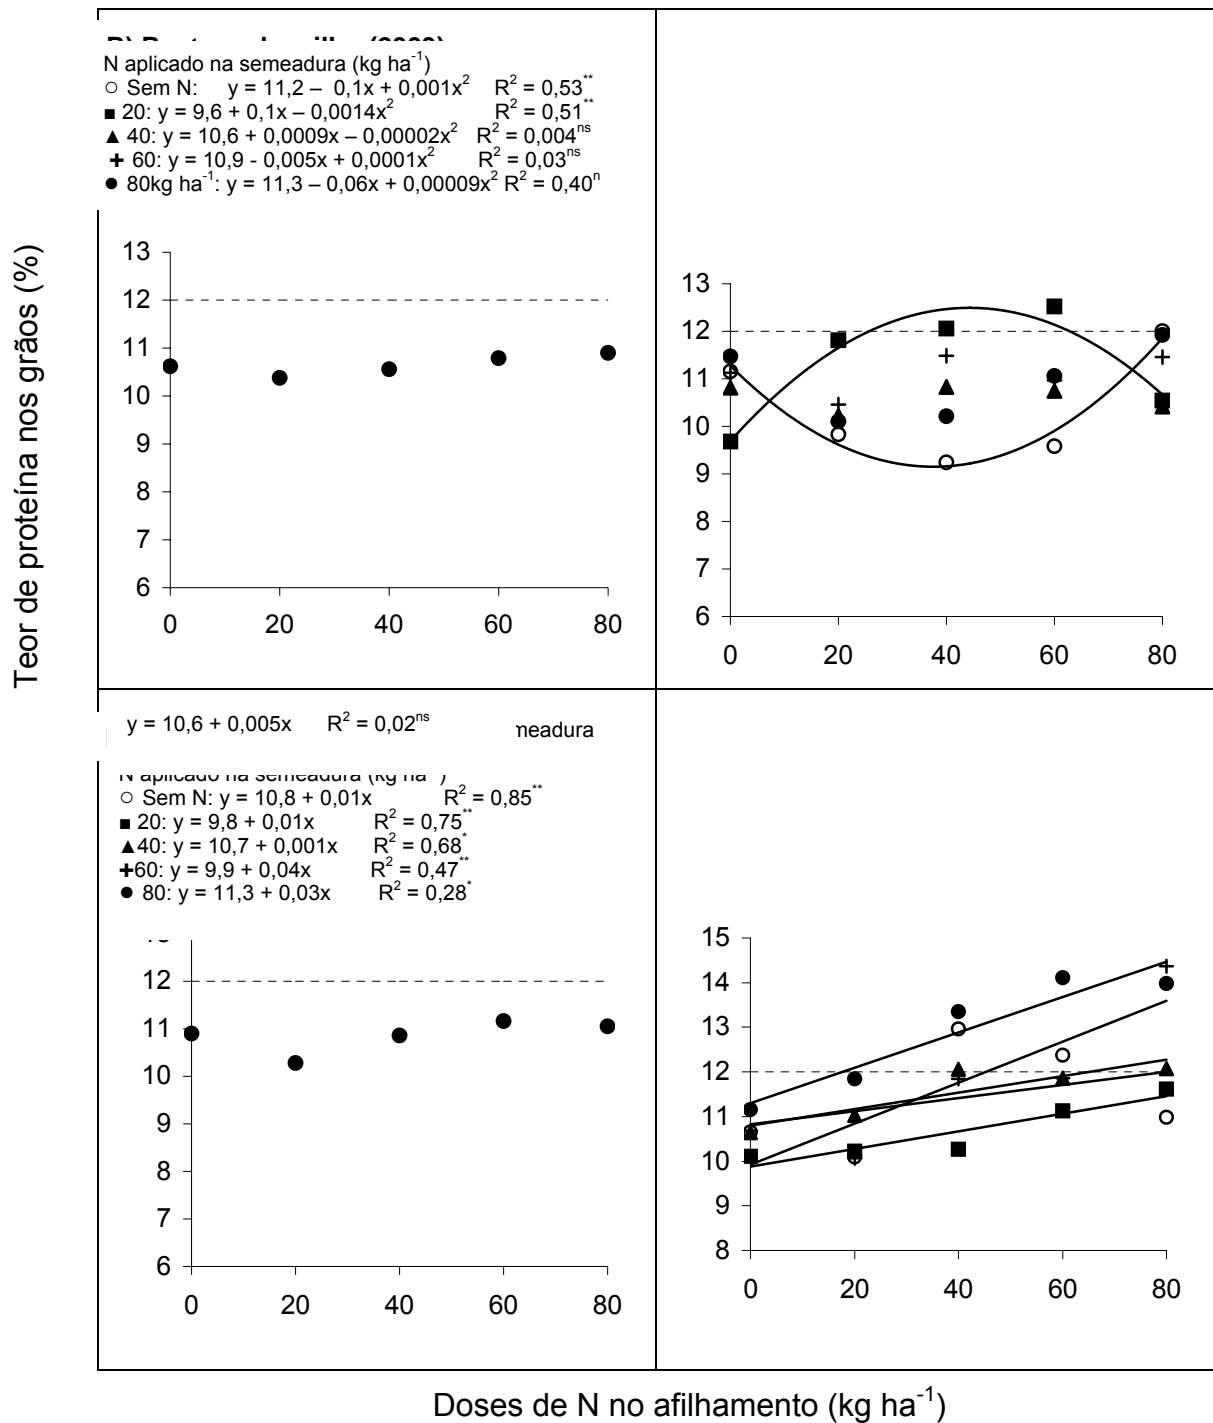 N aplicado na semeadura (kg ha⁻¹)
○ Sem N: y = 11,2 – 0,1x + 0,001x² R² = 0,53**
■ 20: y = 9,6 + 0,1x – 0,0014x² R² = 0,51**
▲ 40: y = 10,6 + 0,0009x – 0,00002x² R² = 0,004ⁿˢ
+ 60: y = 10,9 - 0,005x + 0,0001x² R² = 0,03ⁿˢ
● 80kg ha⁻¹: y = 11,3 – 0,06x + 0,00009x² R² = 0,40ⁿ
Teor de proteína nos grãos (%)
13
12
11
10
9
8
7
6
0 20 40 60 80
13
12
11
10
9
8
7
6
0 20 40 60 80
y = 10,6 + 0,005x R² = 0,02ⁿˢ
meadura
N aplicado na semeadura (kg ha⁻¹)
○ Sem N: y = 10,8 + 0,01x R² = 0,85**
■ 20: y = 9,8 + 0,01x R² = 0,75**
▲40: y = 10,7 + 0,001x R² = 0,68*
+60: y = 9,9 + 0,04x R² = 0,47**
● 80: y = 11,3 + 0,03x R² = 0,28*
12
11
10
9
8
7
6
0 20 40 60 80
15
14
13
12
11
10
9
8
0 20 40 60 80
Doses de N no afilhamento (kg ha⁻¹)